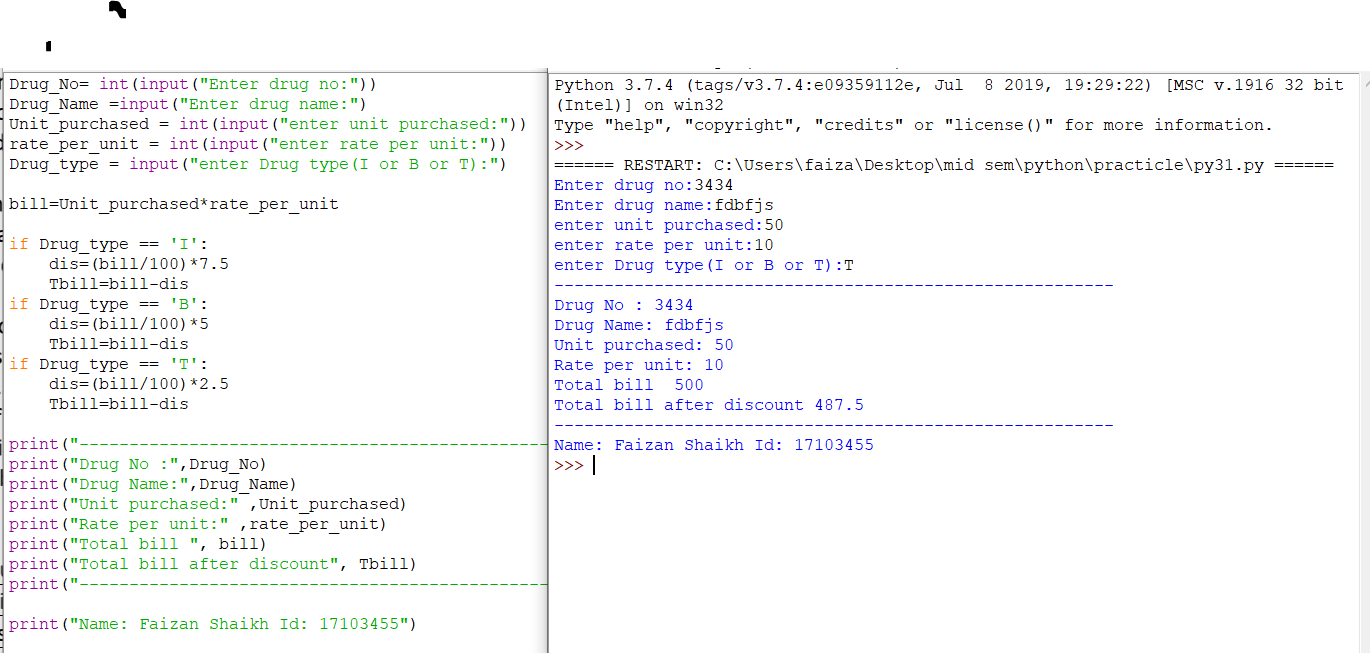 Drug_No= int(input("Enter drug no:"))
Drug_Name =input("Enter drug name:")
Unit_purchased = int(input("enter unit purchased:"))
rate_per_unit = int(input("enter rate per unit:"))
Drug_type = input("enter Drug type(I or B or T):")
bill=Unit_purchased*rate_per_unit
if Drug_type == 'I':
    dis=(bill/100)*7.5
    Tbill=bill-dis
if Drug_type == 'B':
    dis=(bill/100)*5
    Tbill=bill-dis
if Drug_type == 'T':
    dis=(bill/100)*2.5
    Tbill=bill-dis
print("-----------------------------------------------
print("Drug No :",Drug_No)
print("Drug Name:",Drug_Name)
print("Unit purchased:" ,Unit_purchased)
print("Rate per unit:" ,rate_per_unit)
print("Total bill ", bill)
print("Total bill after discount", Tbill)
print("-----------------------------------------------
print("Name: Faizan Shaikh Id: 17103455")
Python 3.7.4 (tags/v3.7.4:e09359112e, Jul  8 2019, 19:29:22) [MSC v.1916 32 bit
(Intel)] on win32
Type "help", "copyright", "credits" or "license()" for more information.
>>>
====== RESTART: C:\Users\faiza\Desktop\mid sem\python\practicle\py31.py ======
Enter drug no:3434
Enter drug name:fdbfjs
enter unit purchased:50
enter rate per unit:10
enter Drug type(I or B or T):T
--------------------------------------------------------
Drug No : 3434
Drug Name: fdbfjs
Unit purchased: 50
Rate per unit: 10
Total bill  500
Total bill after discount 487.5
--------------------------------------------------------
Name: Faizan Shaikh Id: 17103455
>>>